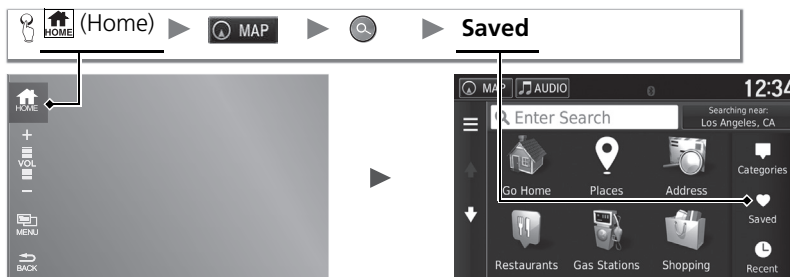 HOME (Home) MAP Saved
HOME
+
VOL
−
MENU
BACK
MAP AUDIO 12:34
Enter Search
Searching near:
Los Angeles, CA
Go Home Places Address Categories
Saved
Restaurants Gas Stations Shopping Recent